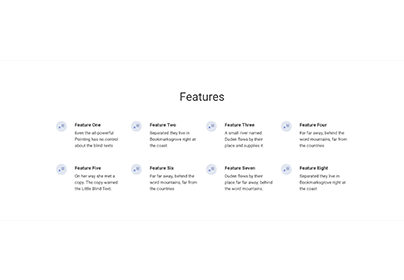 Features
Feature One
Even the all-powerful
Pointing has no control
about the blind texts
Feature Two
Separated they live in
Bookmarksgrove right at
the coast
Feature Three
A small river named
Duden flows by their
place and supplies it
Feature Four
Far far away, behind the
word mountains, far from
the countries
Feature Five
On her way she met a
copy. The copy warned
the Little Blind Text,
Feature Six
Far far away, behind the
word mountains, far from
the countries
Feature Seven
Duden flows by their
place far far away, behind
the word mountains.
Feature Eight
Separated they live in
Bookmarksgrove right at
the coast